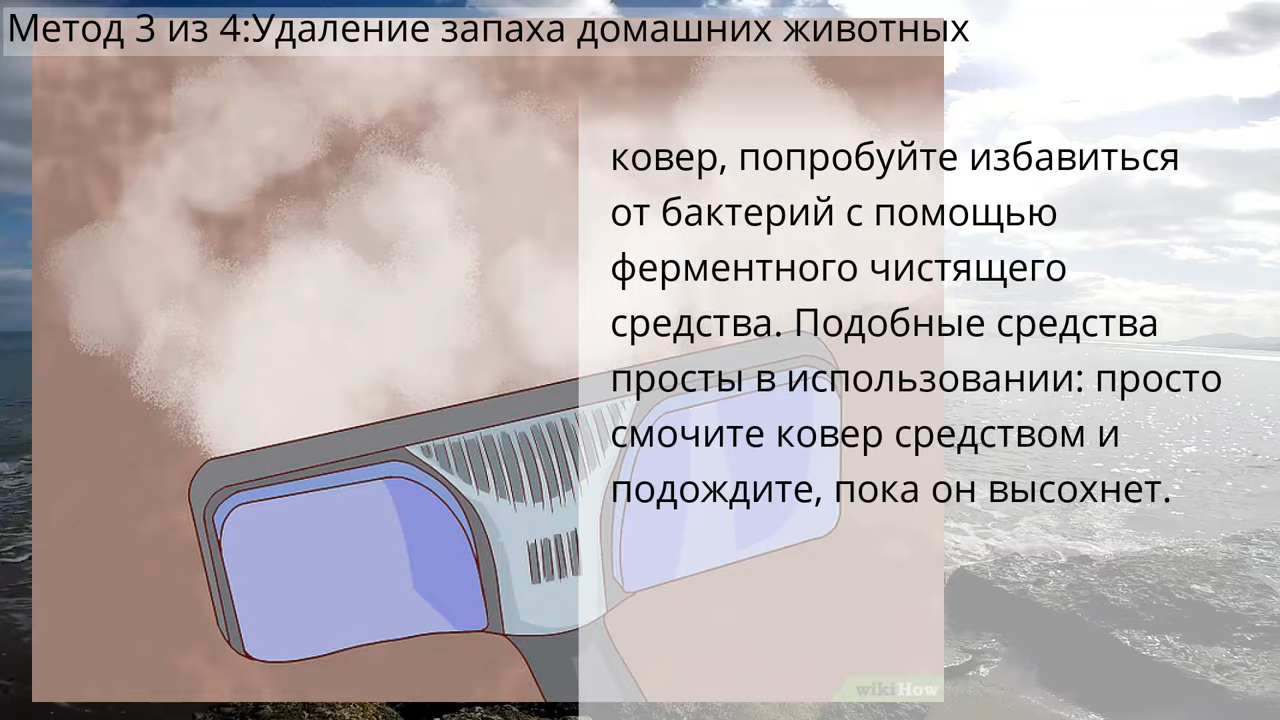 Метод 3 из 4:Удаление запаха домашних животных
ковер, попробуйте избавиться
от бактерий с помощью
ферментного чистящего
средства. Подобные средства
просты в использовании: просто
смочите ковер средством и
подождите, пока он высохнет.
wikiHow